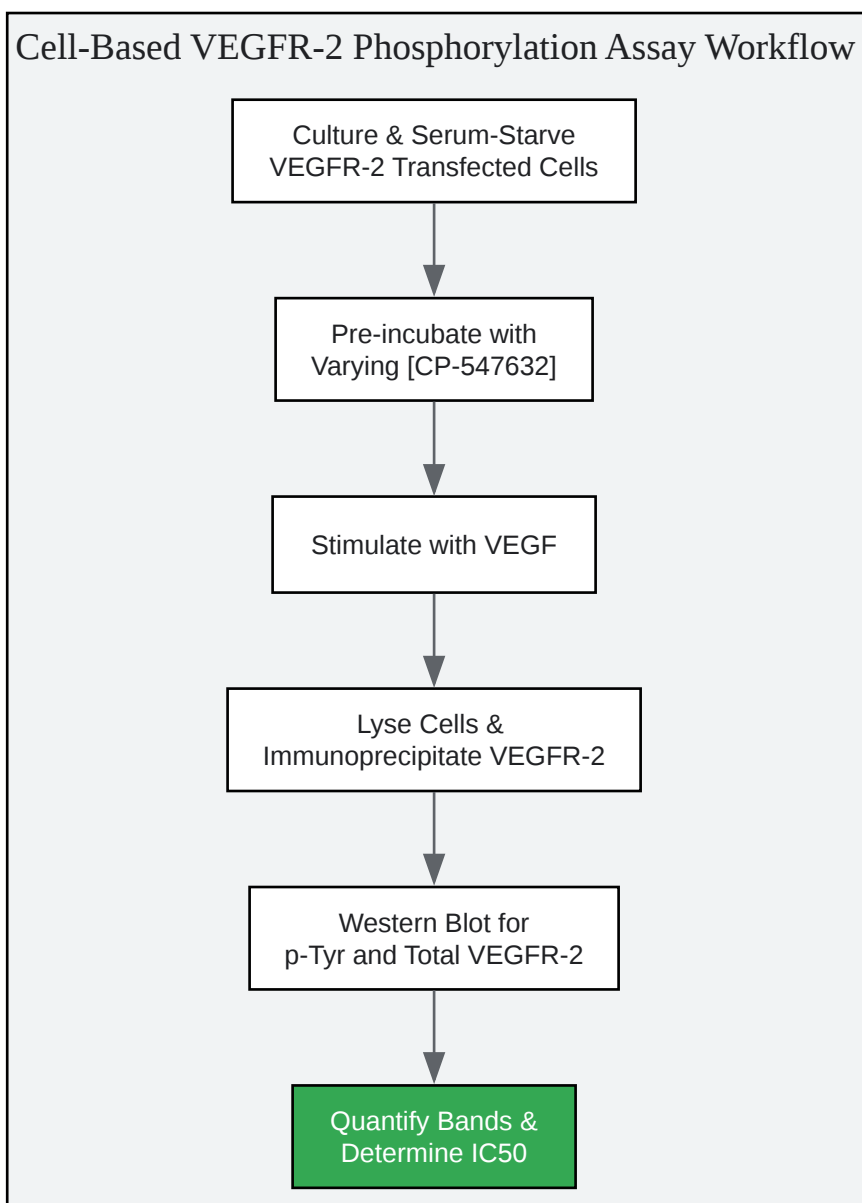 Cell-Based VEGFR-2 Phosphorylation Assay Workflow
Culture & Serum-Starve
VEGFR-2 Transfected Cells
Pre-incubate with
Varying [CP-547632]
Stimulate with VEGF
Lyse Cells &
Immunoprecipitate VEGFR-2
Western Blot for
p-Tyr and Total VEGFR-2
Quantify Bands &
Determine IC50